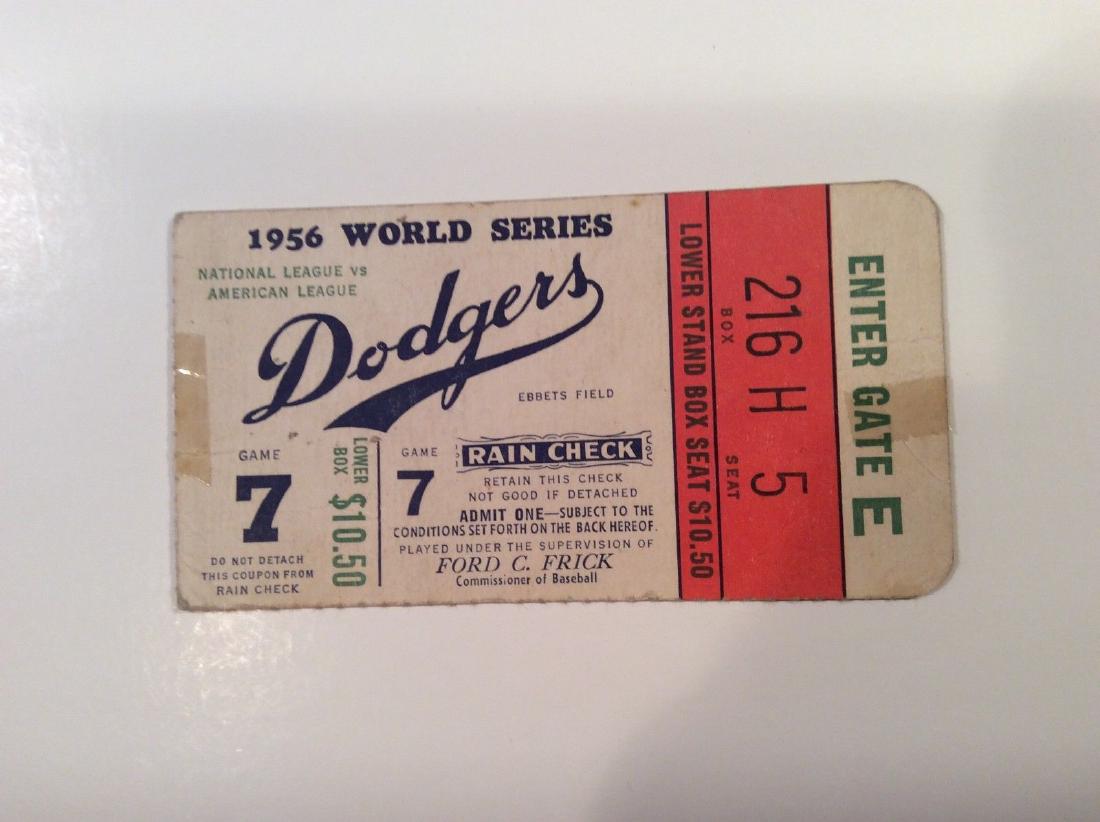 1956 WORLD SERIES
NATIONAL LEAGUE VS
AMERICAN LEAGUE
Dodgers
EBBETS FIELD
GAME
7
DO NOT DETACH
THIS COUPON FROM
RAIN CHECK
LOWER
BOX $10.50
GAME
7
RAIN CHECK
RETAIN THIS CHECK
NOT GOOD IF DETACHED
ADMIT ONE—SUBJECT TO THE
CONDITIONS SET FORTH ON THE BACK HEREOF.
PLAYED UNDER THE SUPERVISION OF
FORD C. FRICK
Commissioner of Baseball
LOWER STAND BOX SEAT $10.50
BOX SEAT
216 H 5
ENTER GATE E